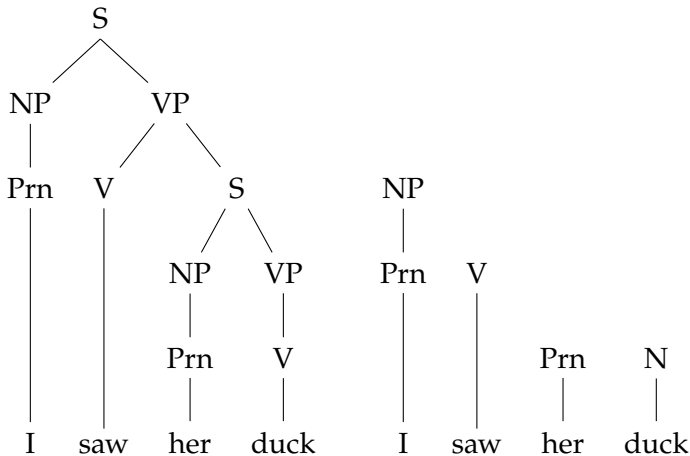 S
NP VP
Prn V S NP
NP VP Prn V
Prn V Prn N
I saw her duck I saw her duck